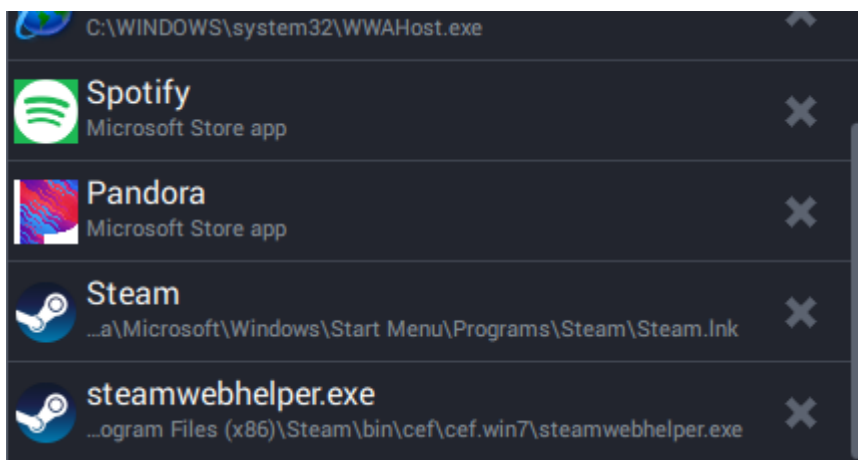 C:\WINDOWS\system32\WWAHost.exe
Spotify
Microsoft Store app
Pandora
Microsoft Store app
Steam
...a\Microsoft\Windows\Start Menu\Programs\Steam\Steam.lnk
steamwebhelper.exe
...ogram Files (x86)\Steam\bin\cef\cef.win7\steamwebhelper.exe